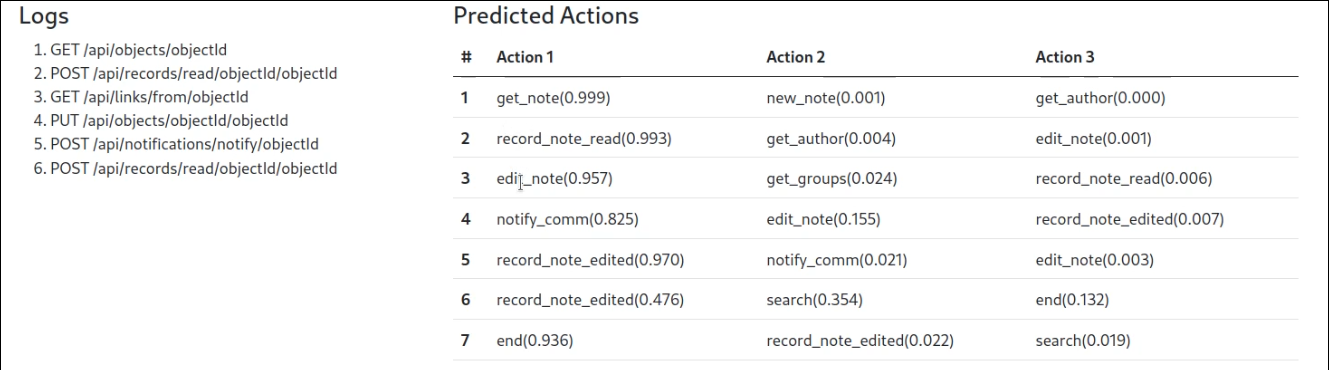 Logs
1. GET /api/objects/objectId
2. POST /api/records/read/objectId/objectId
3. GET /api/links/from/objectId
4. PUT /api/objects/objectId/objectId
5. POST /api/notifications/notify/objectId
6. POST /api/records/read/objectId/objectId
Predicted Actions
# Action 1 Action 2 Action 3
1 get_note(0.999) new_note(0.001) get_author(0.000)
2 record_note_read(0.993) get_author(0.004) edit_note(0.001)
3 edit_note(0.957) get_groups(0.024) record_note_read(0.006)
4 notify_comm(0.825) edit_note(0.155) record_note_edited(0.007)
5 record_note_edited(0.970) notify_comm(0.021) edit_note(0.003)
6 record_note_edited(0.476) search(0.354) end(0.132)
7 end(0.936) record_note_edited(0.022) search(0.019)